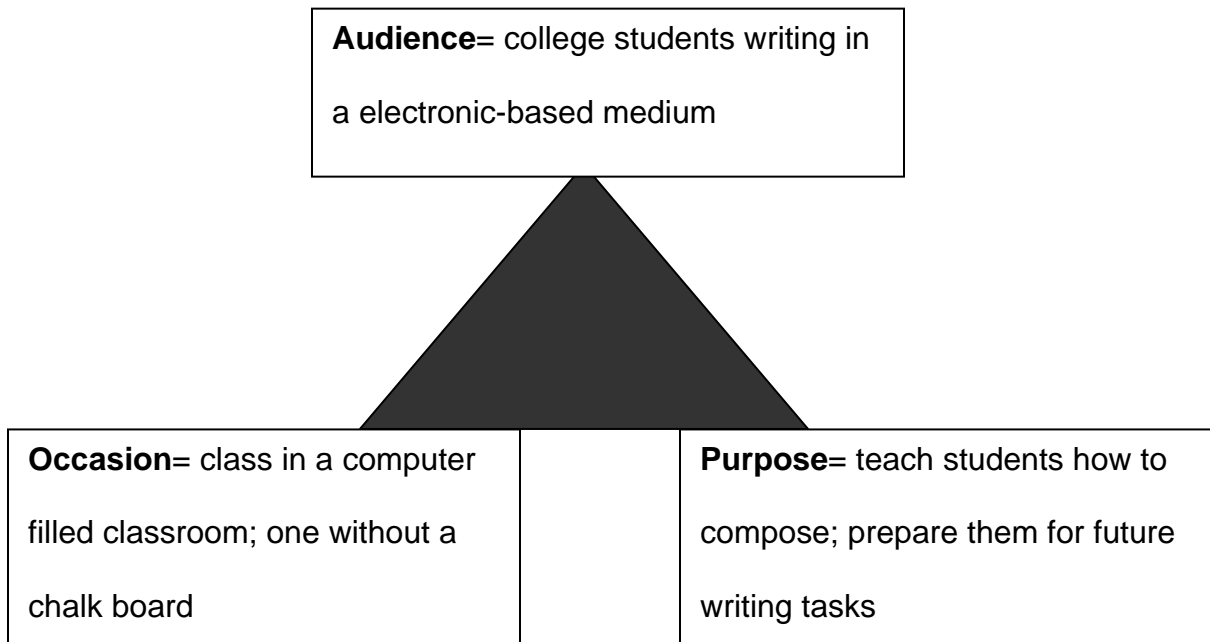 Audience= college students writing in
a electronic-based medium
Occasion= class in a computer
filled classroom; one without a
chalk board
Purpose= teach students how to
compose; prepare them for future
writing tasks